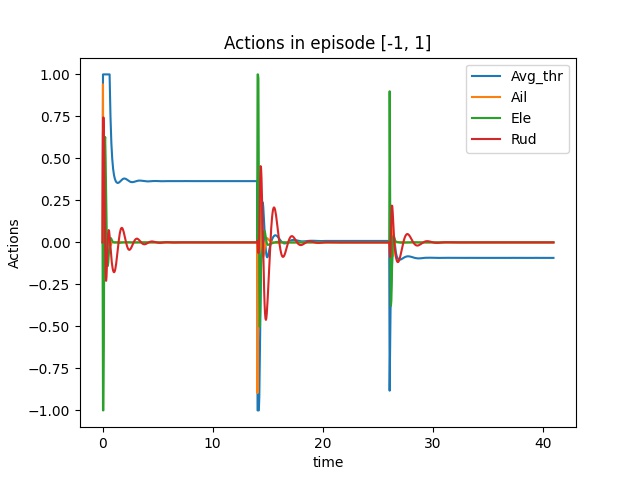 Actions in episode [-1, 1]
Avg_thr
Ail
Ele
Rud
Actions
1.00
0.75
0.50
0.25
0.00
−0.25
−0.50
−0.75
−1.00
0 10 20 30 40
time